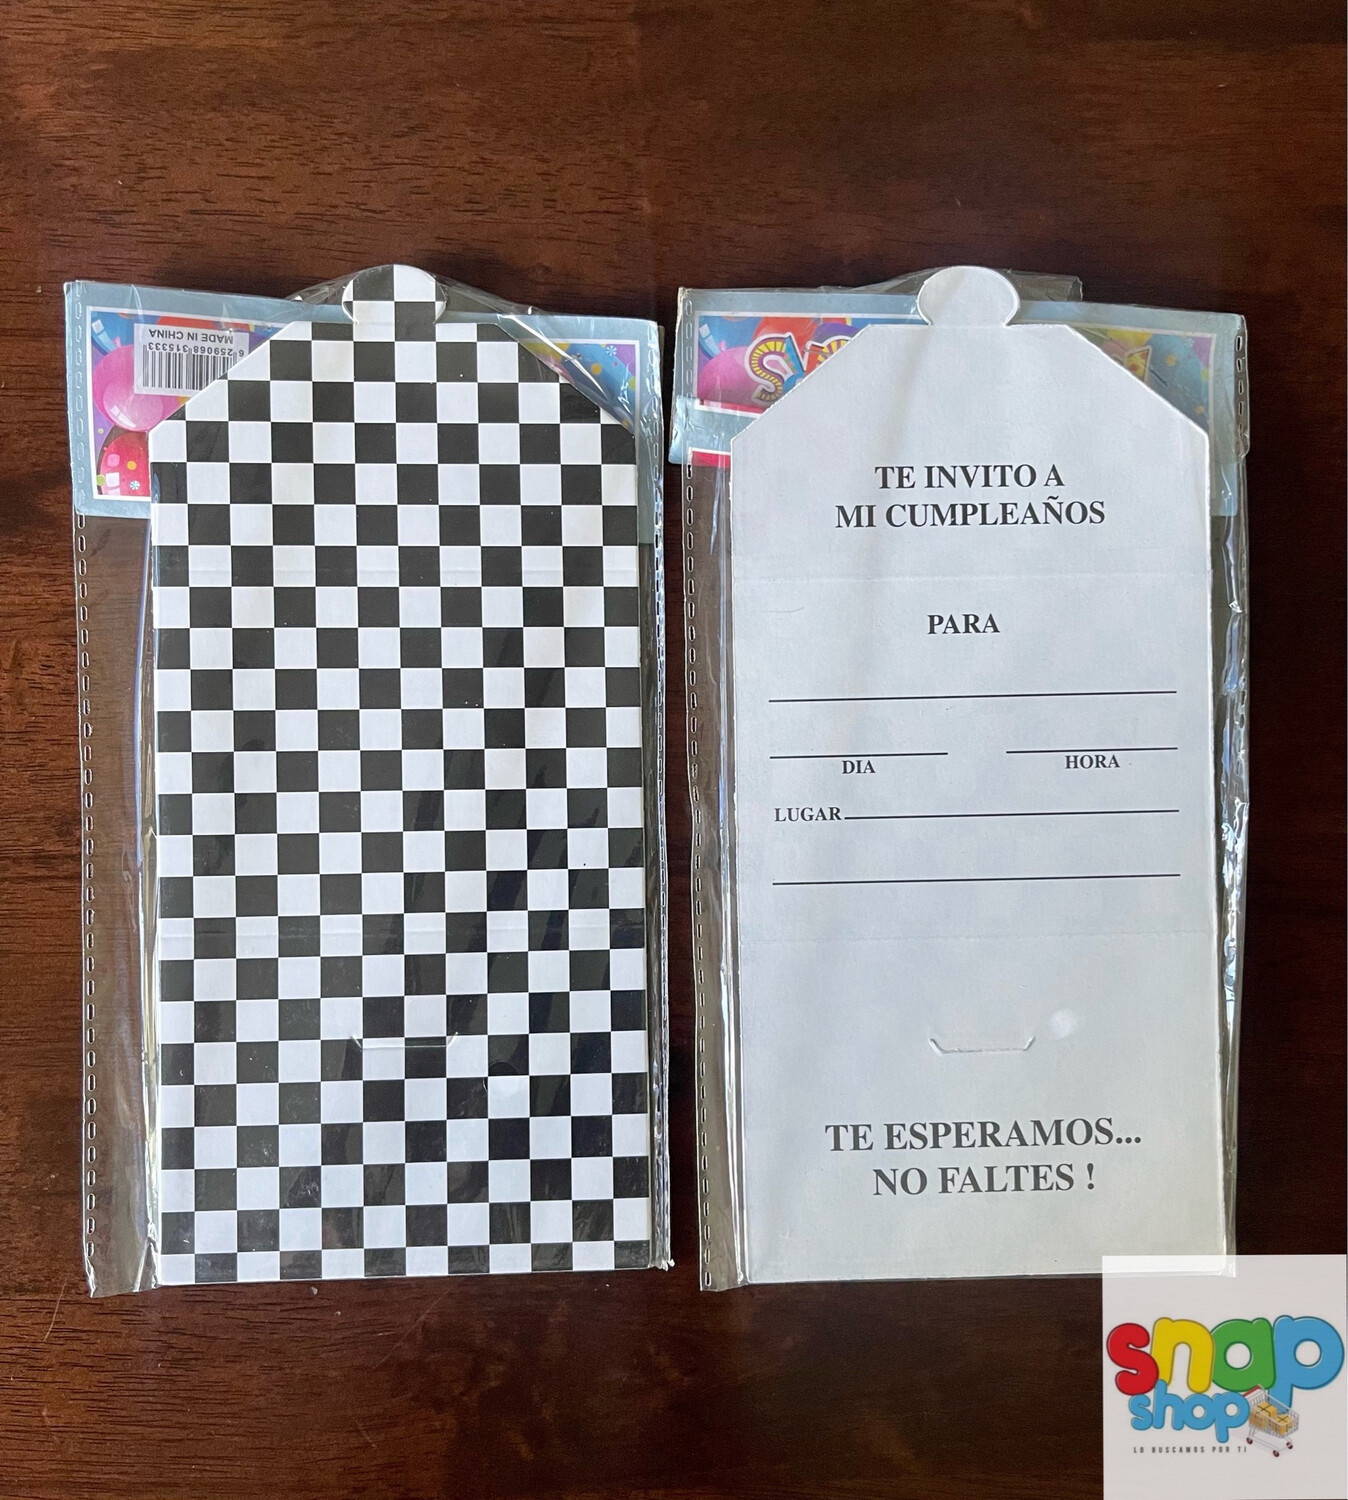 MADE IN CHINA
6 259068 315333
TE INVITO A
MI CUMPLEAÑOS
PARA
DIA HORA
LUGAR
TE ESPERAMOS...
NO FALTES !
snap
shop
LO BUSCAMOS POR TI